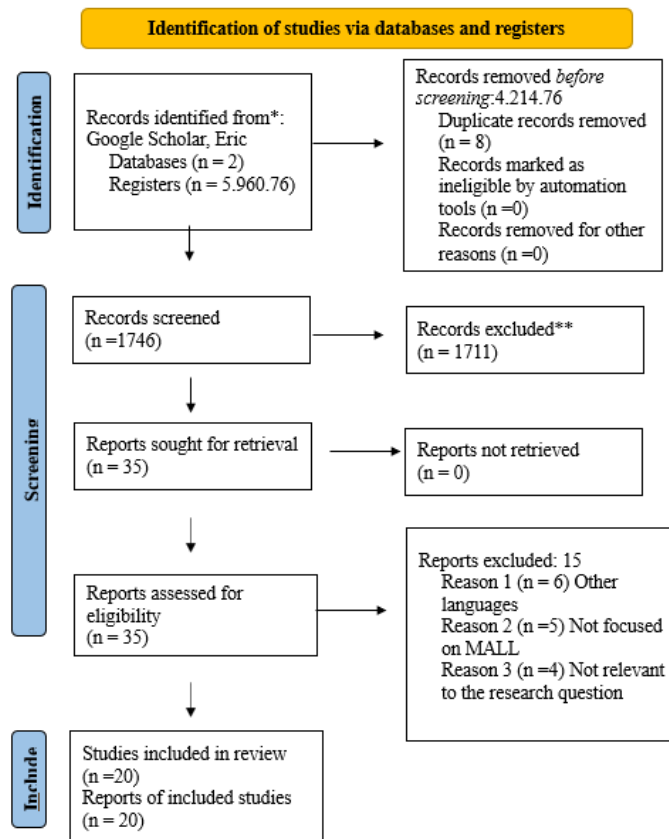 Identification of studies via databases and registers
Identification
Records identified from*:
Google Scholar, Eric
Databases (n = 2)
Registers (n = 5.960.76)
Records removed before
screening:4.214.76
Duplicate records removed
(n = 8)
Records marked as
ineligible by automation
tools (n =0)
Records removed for other
reasons (n =0)
Screening
Records screened
(n =1746)
Records excluded**
(n = 1711)
Reports sought for retrieval
(n = 35)
Reports not retrieved
(n = 0)
Reports assessed for
eligibility
(n = 35)
Reports excluded: 15
Reason 1 (n = 6) Other
languages
Reason 2 (n =5) Not focused
on MALL
Reason 3 (n =4) Not relevant
to the research question
Include
Studies included in review
(n =20)
Reports of included studies
(n = 20)